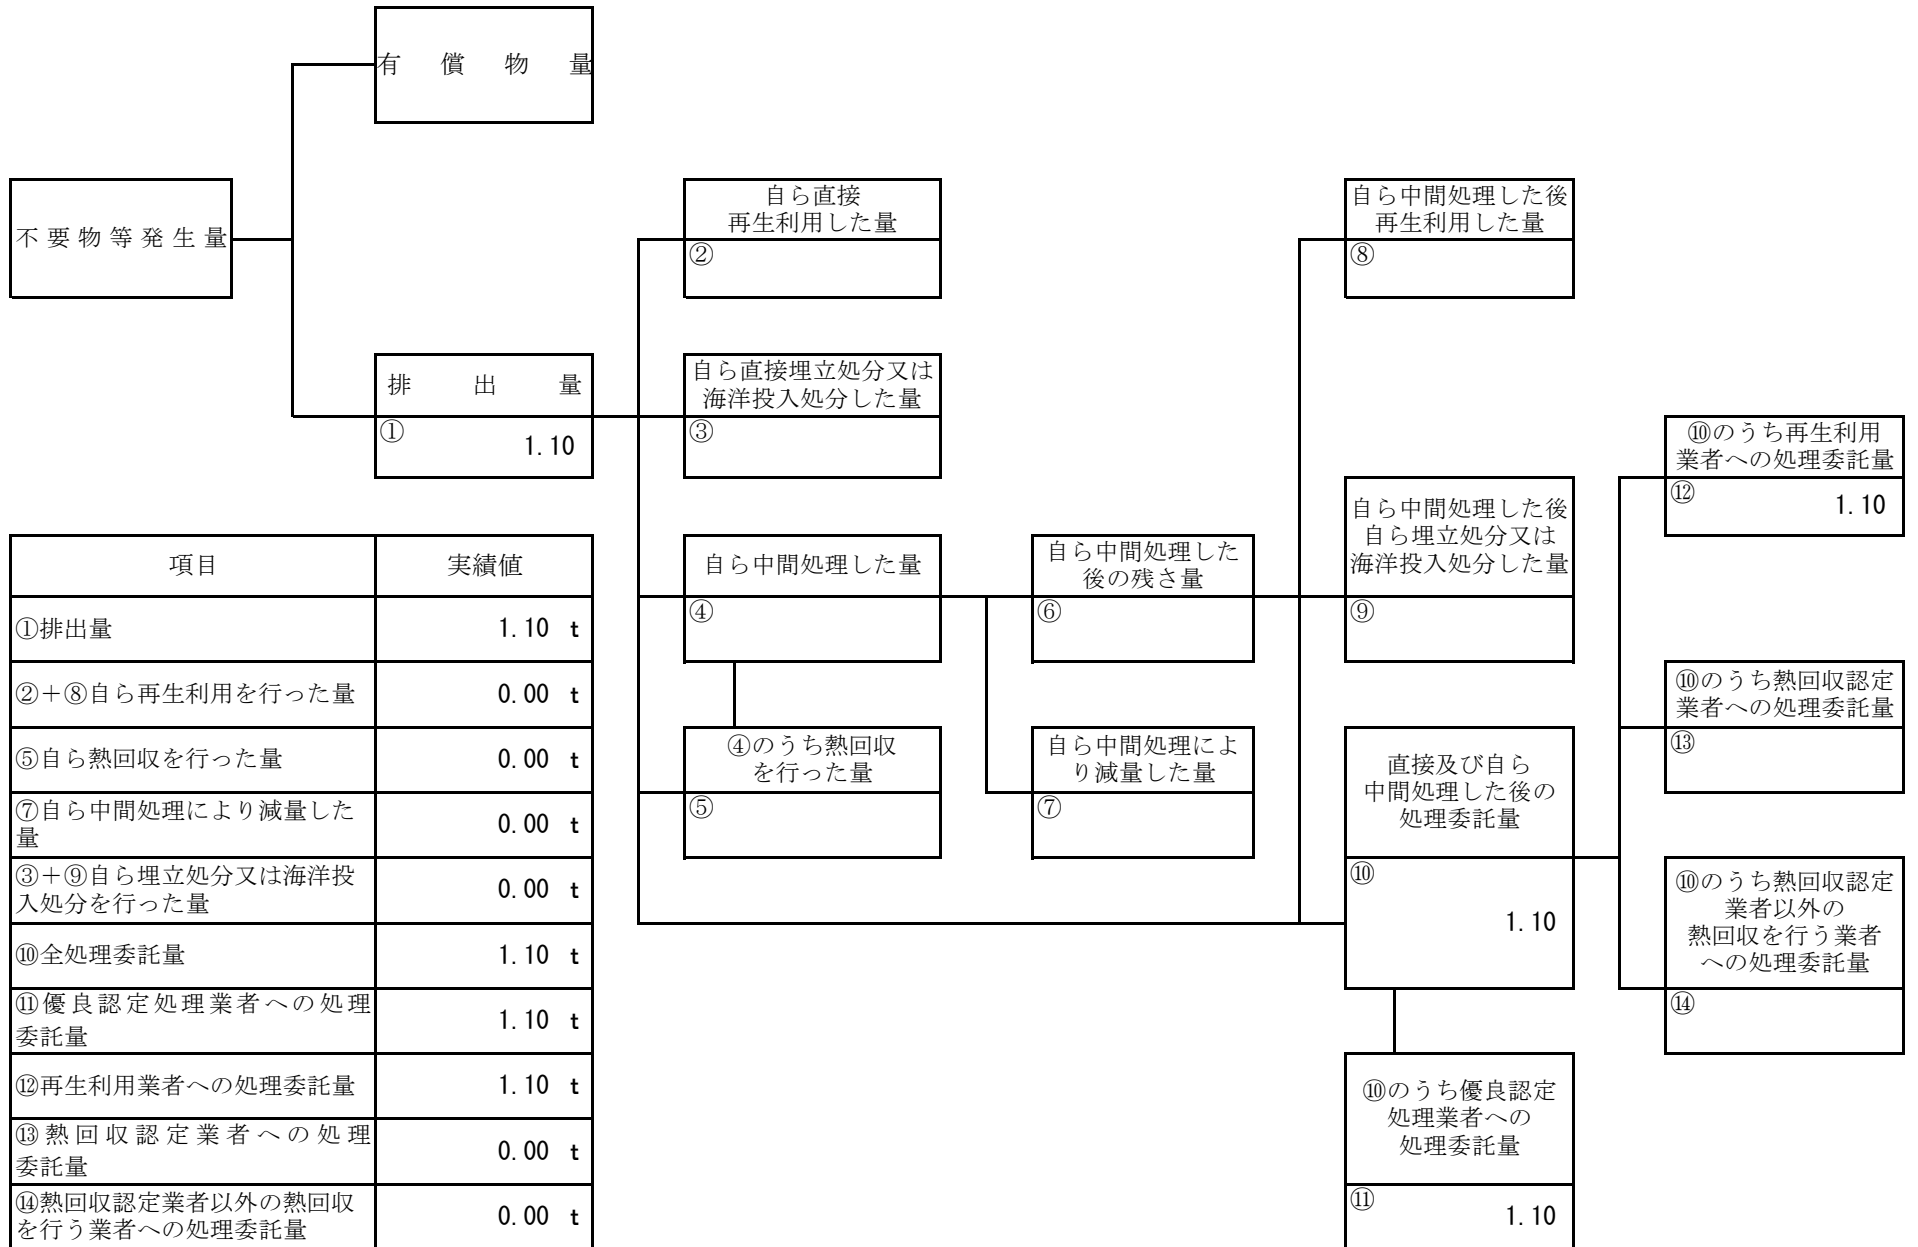 有償物量
不要物等発生量
排出量
①
1.10
自ら直接
再生利用した量
②
自ら直接埋立処分又は
海洋投入処分した量
③
自ら中間処理した量
④
④のうち熱回収
を行った量
⑤
自ら中間処理した
後の残さ量
⑥
自ら中間処理によ
り減量した量
⑦
自ら中間処理した後
再生利用した量
⑧
自ら中間処理した後
自ら埋立処分又は
海洋投入処分した量
⑨
直接及び自ら
中間処理した後の
処理委託量
⑩
1.10
⑩のうち優良認定
処理業者への
処理委託量
⑪
1.10
⑩のうち再生利用
業者への処理委託量
⑫
1.10
⑩のうち熱回収認定
業者への処理委託量
⑬
⑩のうち熱回収認定
業者以外の
熱回収を行う業者
への処理委託量
⑭
項目 実績値
①排出量 1.10 t
②＋⑧自ら再生利用を行った量 0.00 t
⑤自ら熱回収を行った量 0.00 t
⑦自ら中間処理により減量した
量 0.00 t
③＋⑨自ら埋立処分又は海洋投
入処分を行った量 0.00 t
⑩全処理委託量 1.10 t
⑪優良認定処理業者への処理
委託量 1.10 t
⑫再生利用業者への処理委託量 1.10 t
⑬熱回収認定業者への処理
委託量 0.00 t
⑭熱回収認定業者以外の熱回収
を行う業者への処理委託量 0.00 t